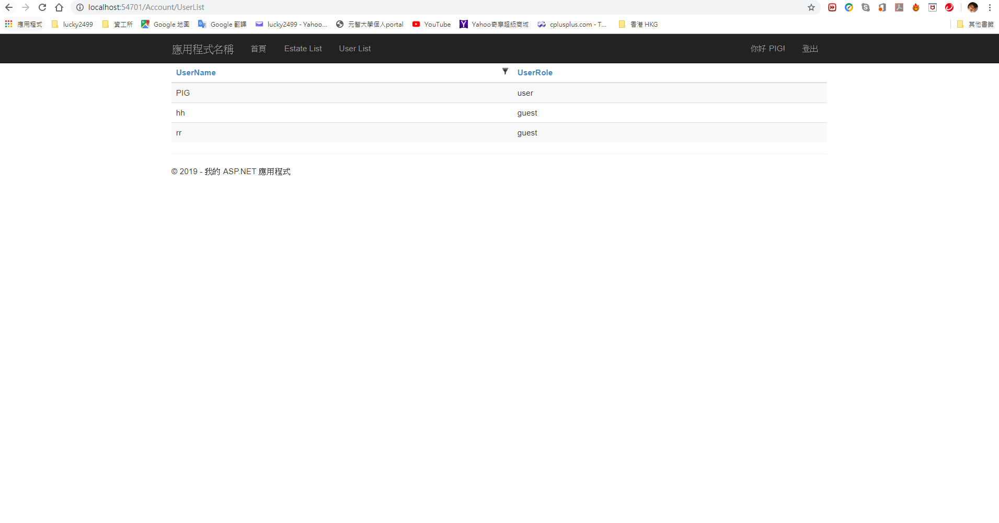 localhost:54701/Account/UserList
應用程式 lucky2499 資工所 Google 地圖 Google 翻譯 lucky2499 - Yahoo... 元智大學個人portal YouTube Yahoo奇摩超級商城 cplusplus.com - T... 香港 HKG 其他書籤
應用程式名稱 首頁 Estate List User List 你好 PIG! 登出
UserName UserRole
PIG user
hh guest
rr guest
© 2019 - 我的 ASP.NET 應用程式